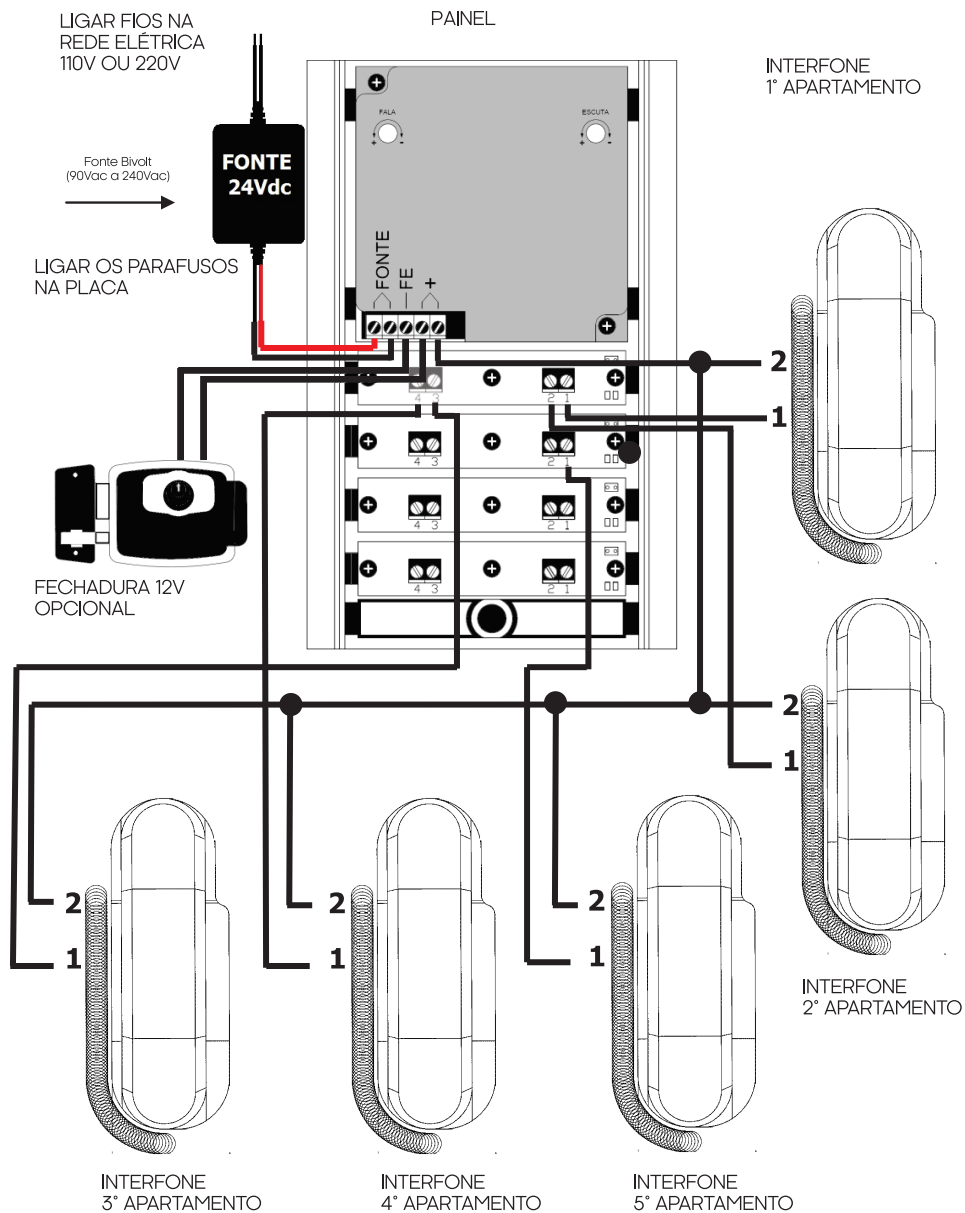 LIGAR FIOS NA
REDE ELÉTRICA
110V OU 220V
PAINEL
INTERFONE
1° APARTAMENTO
FALA
+ -
ESCUTA
+ -
Fonte Bivolt
(90Vac a 240Vac)
FONTE
24Vdc
LIGAR OS PARAFUSOS
NA PLACA
FONTE
FE
+
4 3
2 1
2
1
4 3
2 1
4 3
2 1
4 3
2 1
FECHADURA 12V
OPCIONAL
2
1
INTERFONE
2° APARTAMENTO
2
1
2
1
2
1
INTERFONE
3° APARTAMENTO
INTERFONE
4° APARTAMENTO
INTERFONE
5° APARTAMENTO